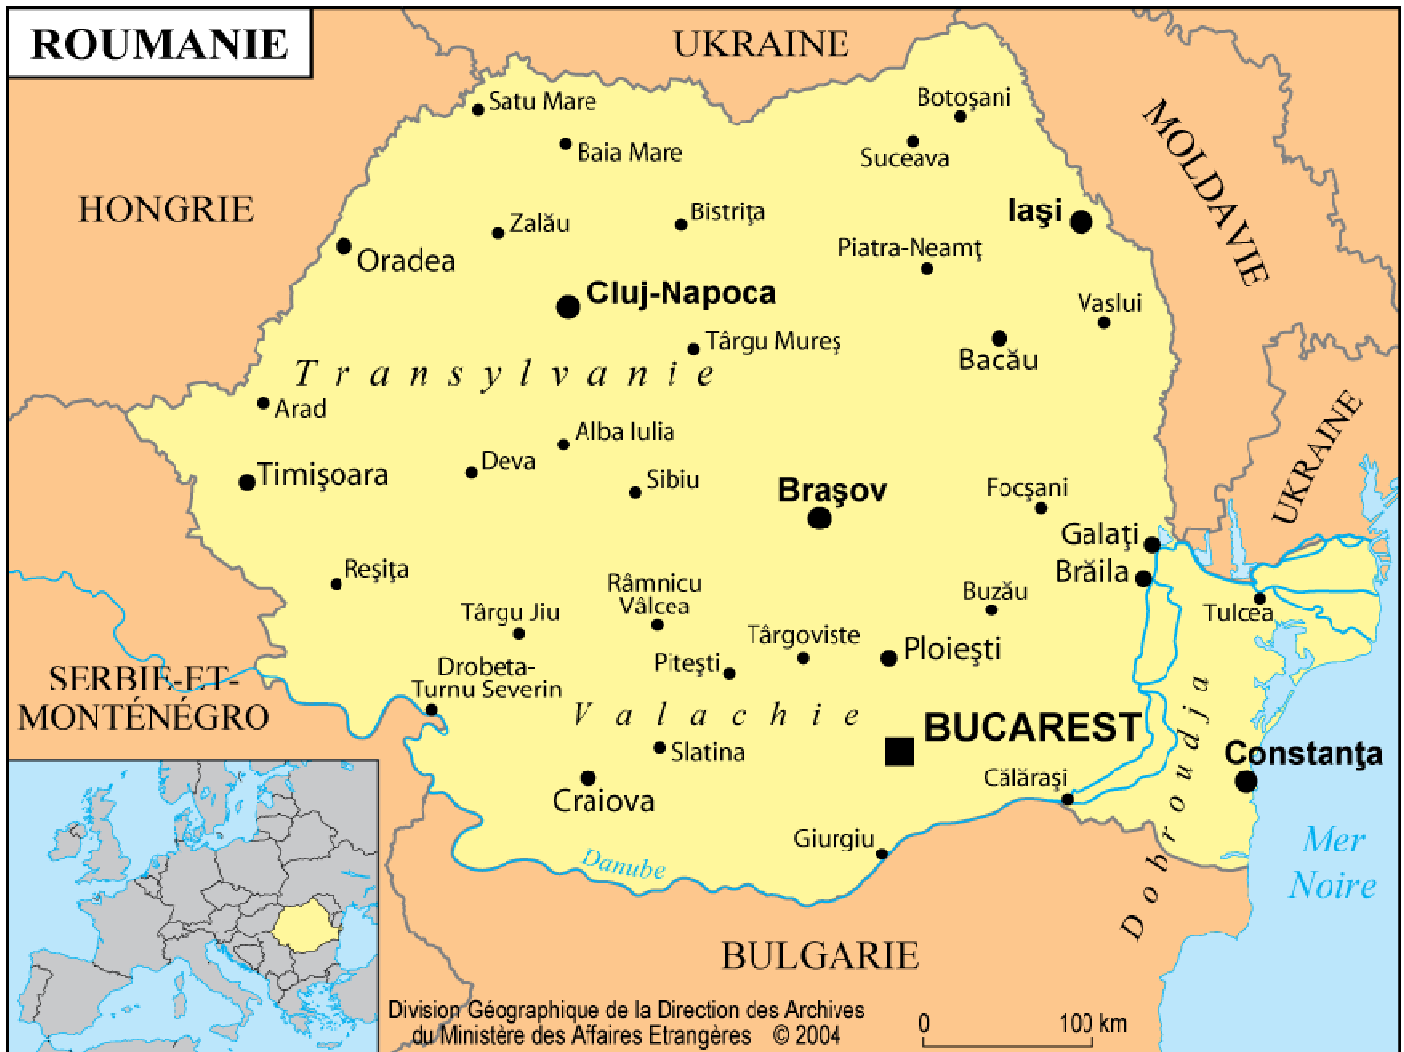 ROUMANIE
UKRAINE
Satu Mare
Botoşani
MOLDAVIE
Baia Mare
Suceava
HONGRIE
Zalău
Bistriţa
Iaşi
Oradea
Piatra-Neamţ
Cluj-Napoca
Vaslui
Târgu Mureş
Bacău
Transylvanie
Arad
UKRAINE
Alba Iulia
Deva
Timişoara
Sibiu
Braşov
Focşani
Galaţi
Brăila
Reşiţa
Râmnicu
Vâlcea
Buzău
Târgu Jiu
Tulcea
Târgoviste
Ploieşti
Piteşti
Drobeta-
Turnu Severin
SERBIE-ET-
MONTÉNÉGRO
Valachie
BUCAREST
Slatina
Constanţa
Călăraşi
Craiova
Dobroudja
Giurgiu
Mer
Noire
Danube
BULGARIE
Division Géographique de la Direction des Archives
du Ministère des Affaires Etrangères © 2004
0 100 km